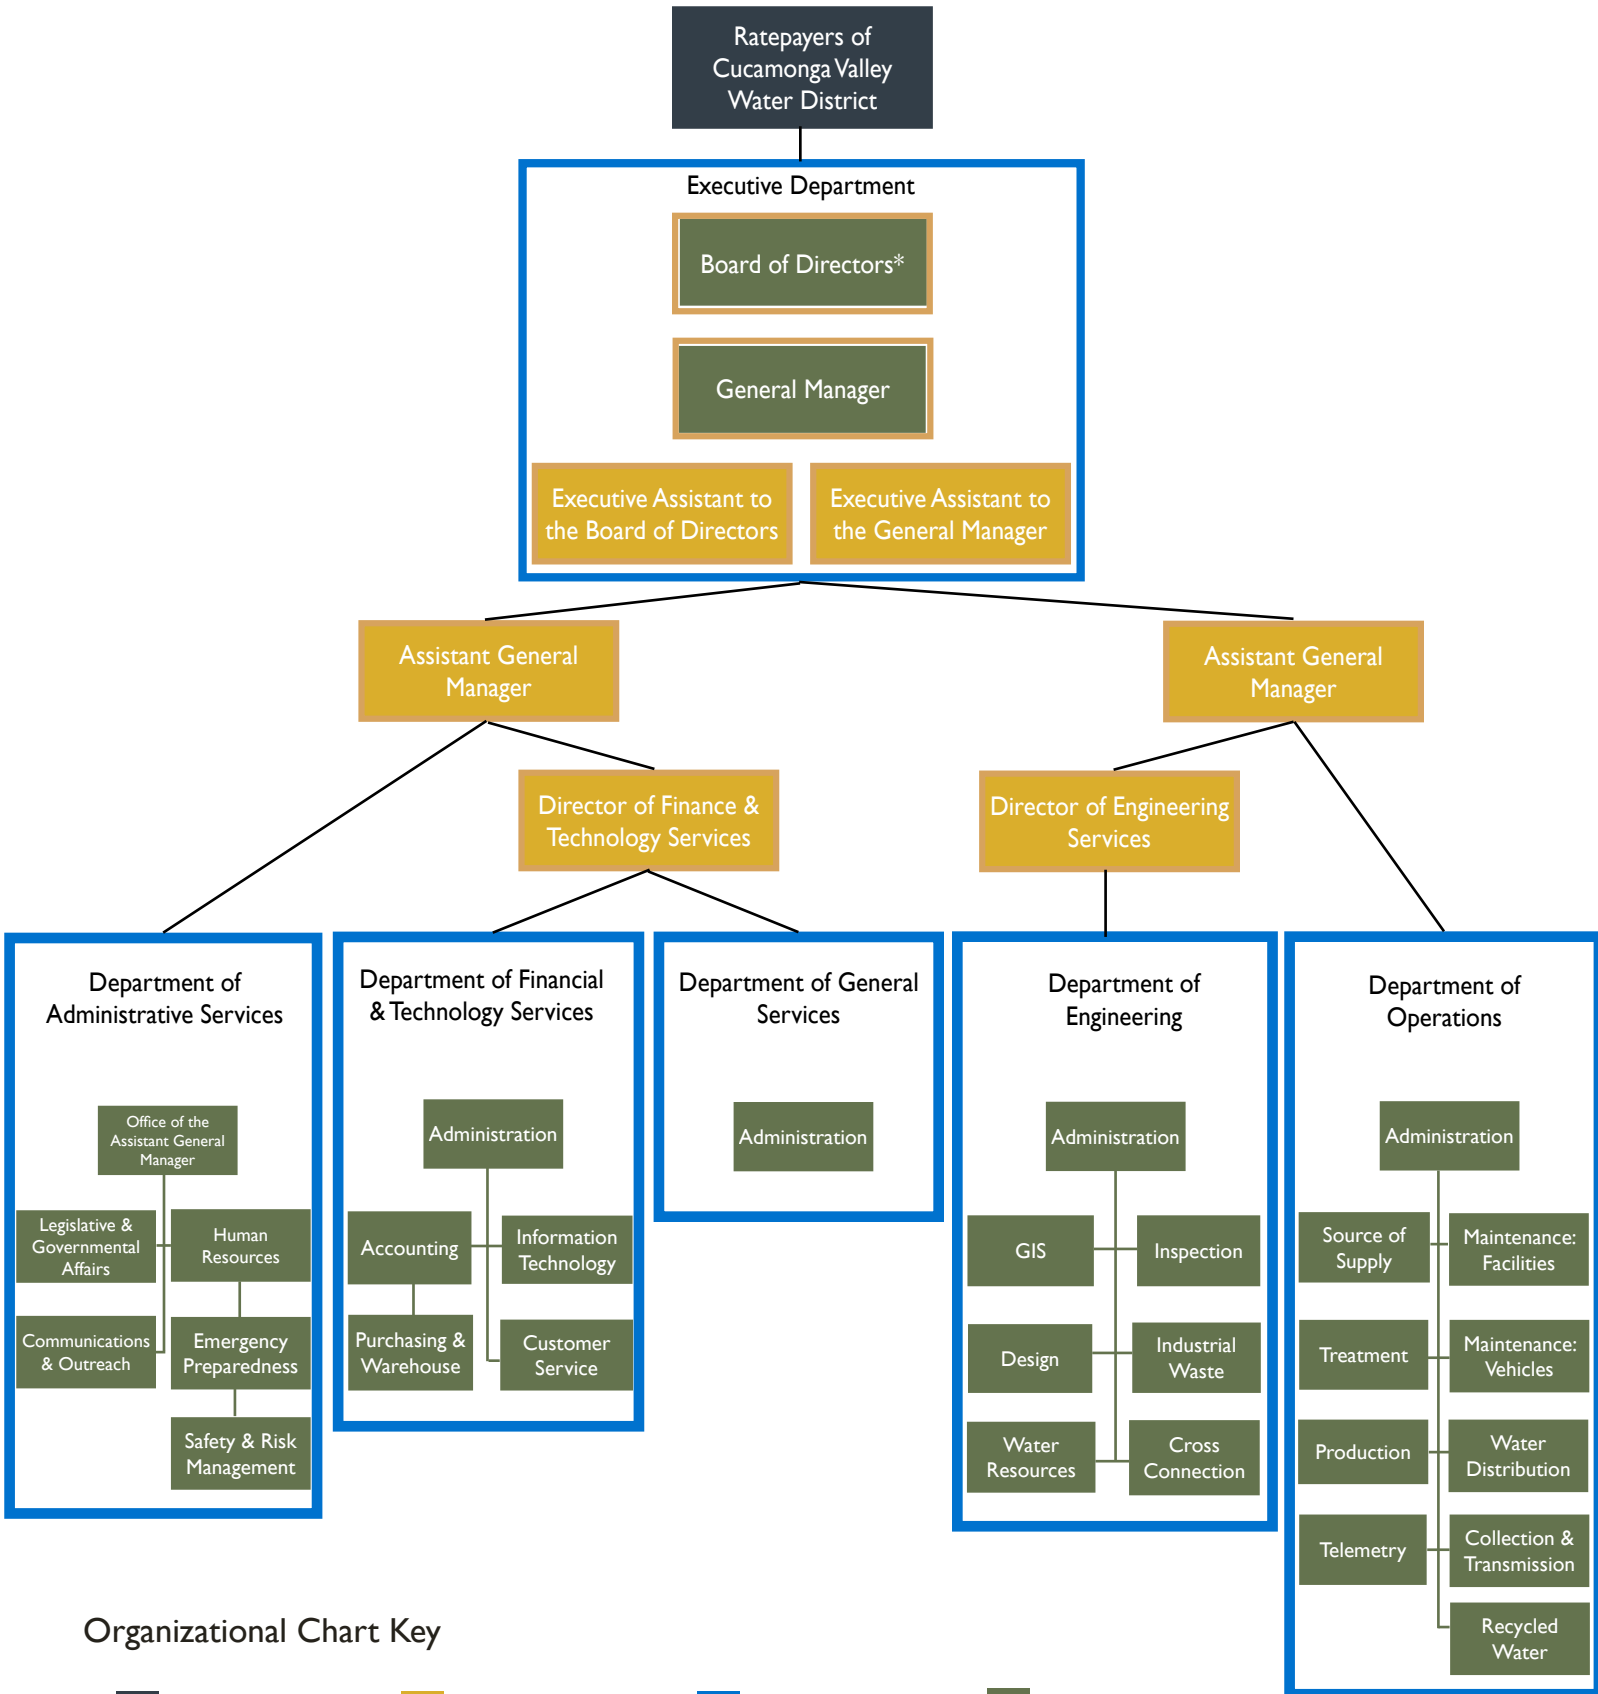 Ratepayers of
Cucamonga Valley
Water District
Executive Department
Board of Directors*
General Manager
Executive Assistant to
the Board of Directors
Executive Assistant to
the General Manager
Assistant General
Manager
Assistant General
Manager
Director of Finance &
Technology Services
Director of Engineering
Services
Department of
Administrative Services
Office of the
Assistant General
Manager
Legislative &
Governmental
Affairs
Human
Resources
Communications
& Outreach
Emergency
Preparedness
Safety & Risk
Management
Department of Financial
& Technology Services
Administration
Accounting
Information
Technology
Purchasing &
Warehouse
Customer
Service
Department of General
Services
Administration
Department of
Engineering
Administration
GIS
Inspection
Design
Industrial
Waste
Water
Resources
Cross
Connection
Department of
Operations
Administration
Source of
Supply
Maintenance:
Facilities
Treatment
Maintenance:
Vehicles
Production
Water
Distribution
Telemetry
Collection &
Transmission
Recycled
Water
Organizational Chart Key